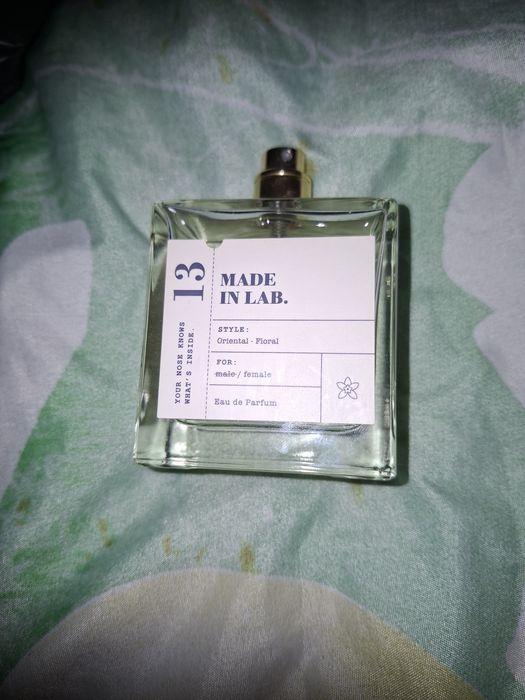 13
YOUR NOSE KNOWS
WHAT'S INSIDE.
MADE
IN LAB.
STYLE:
Oriental - Floral
FOR:
male / female
Eau de Parfum